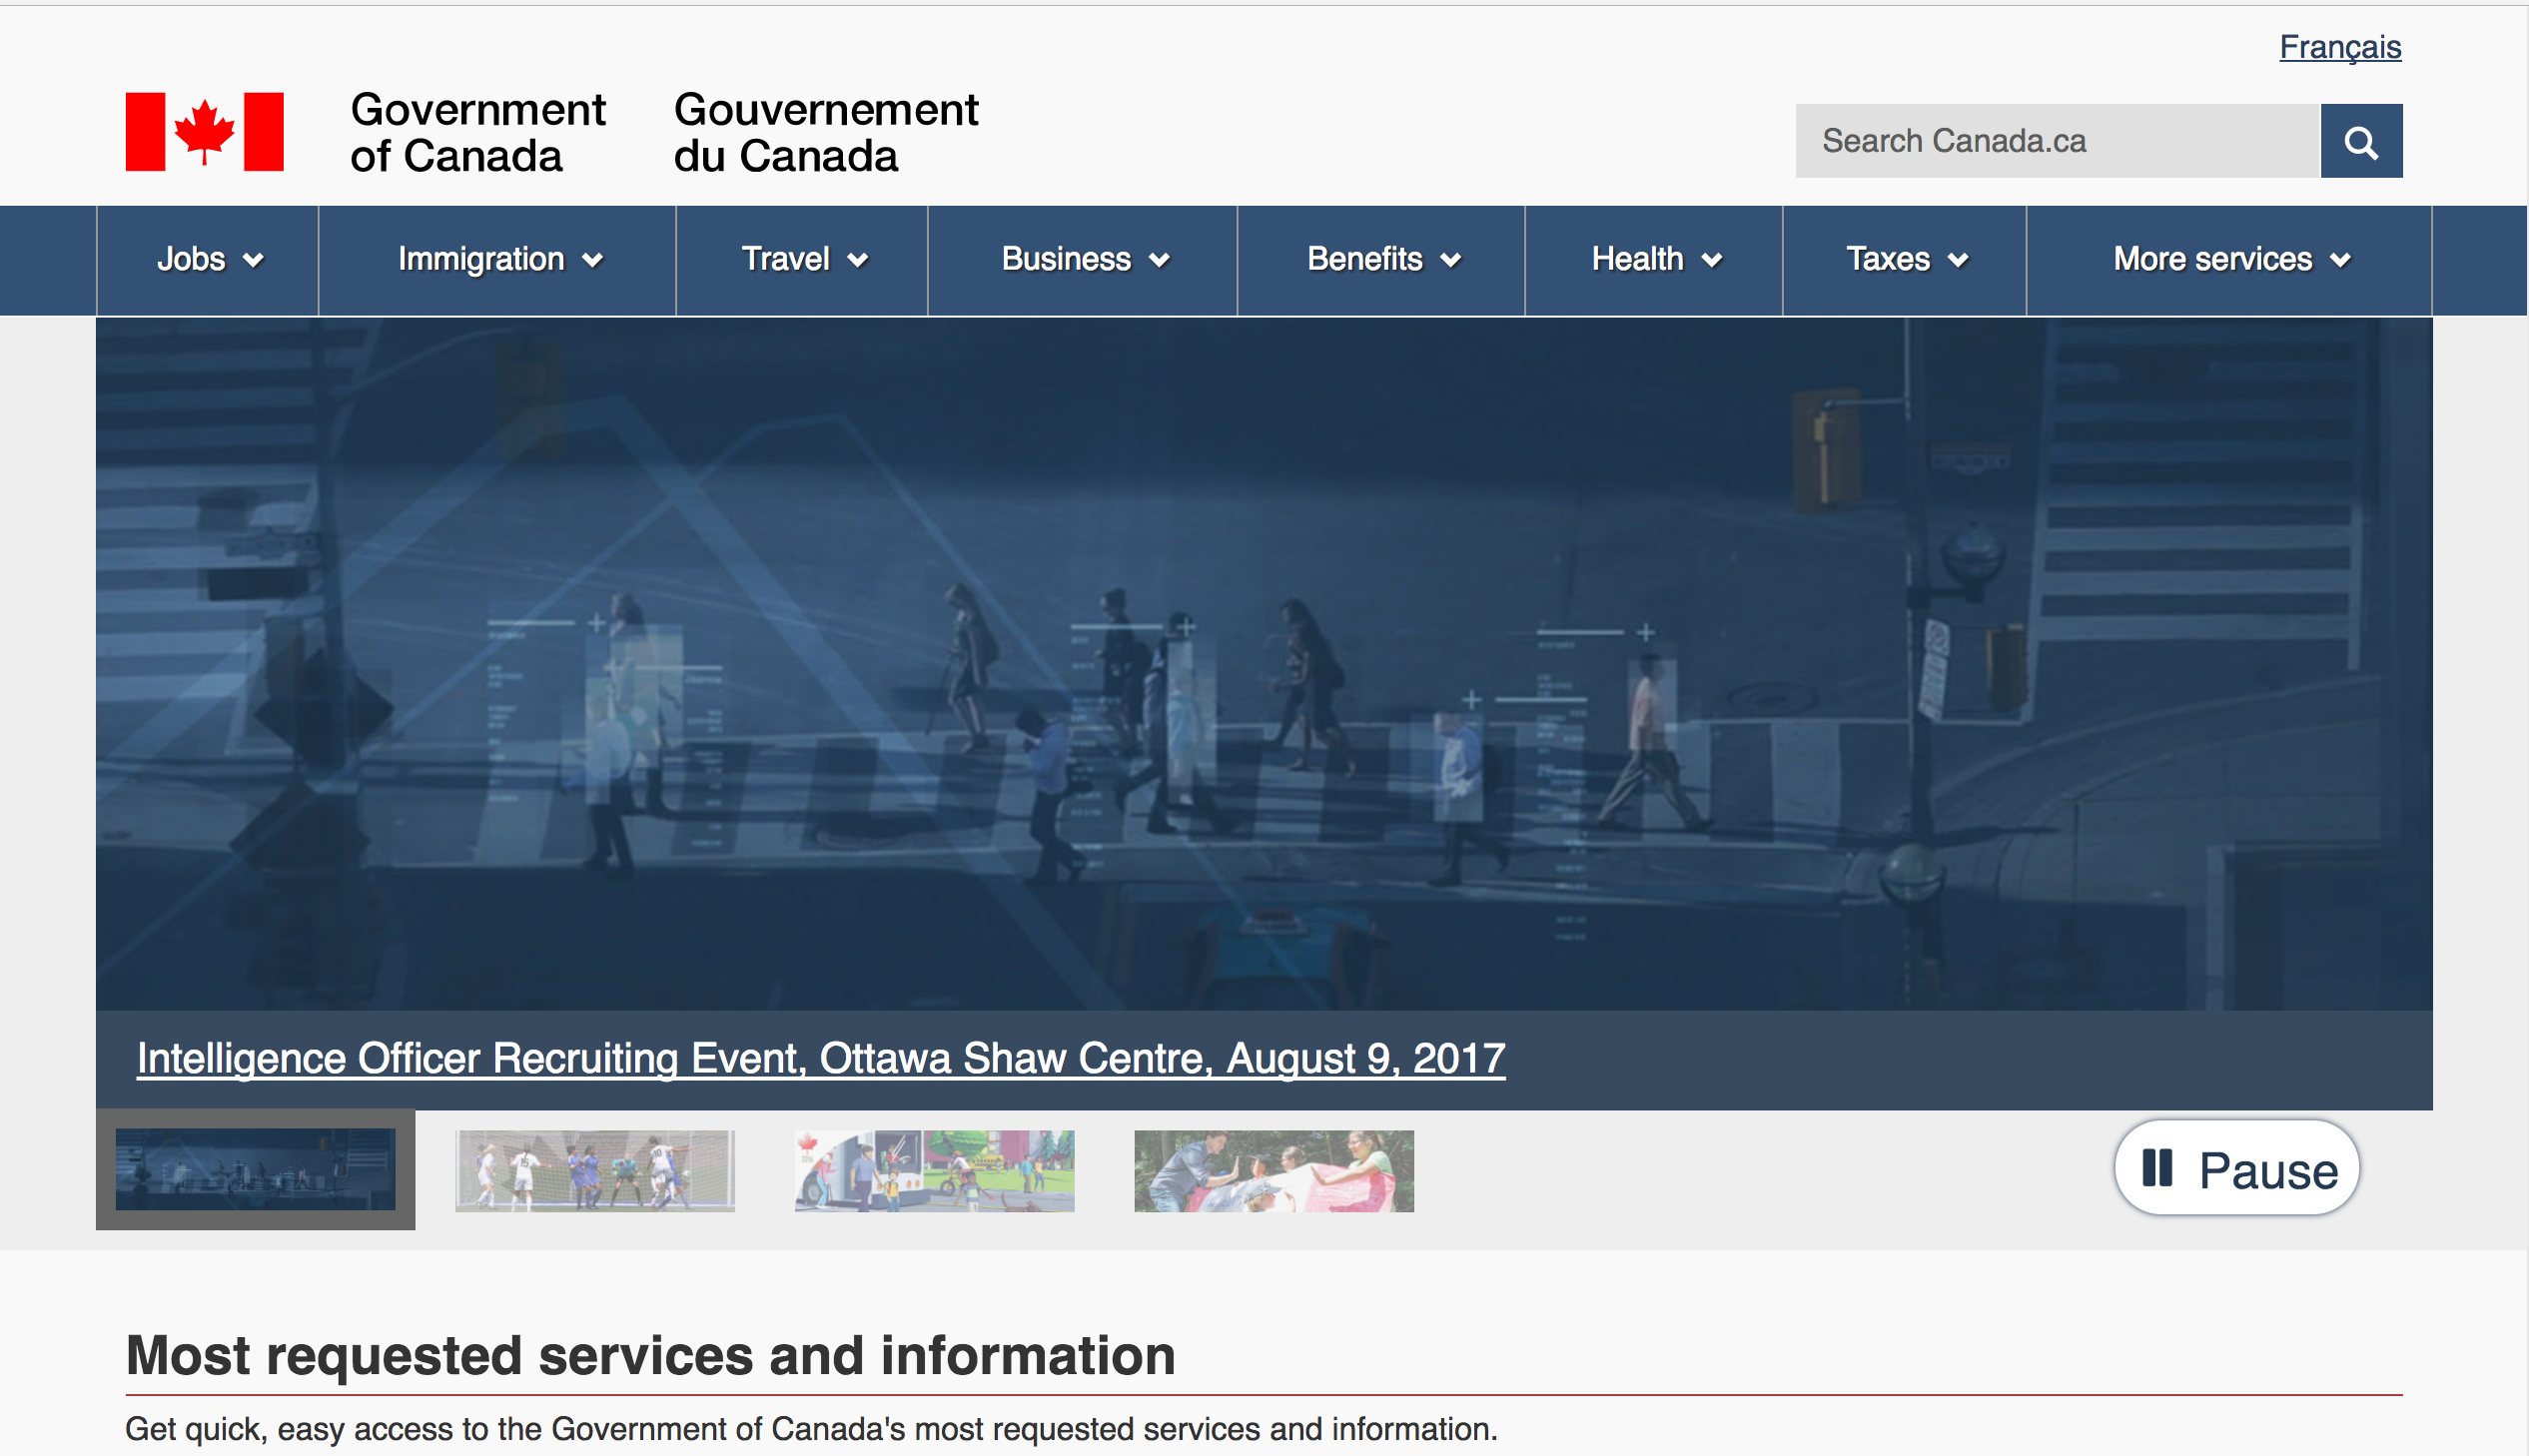 Français
Government
of Canada
Gouvernement
du Canada
Search Canada.ca
Jobs
Immigration
Travel
Business
Benefits
Health
Taxes
More services
Intelligence Officer Recruiting Event, Ottawa Shaw Centre, August 9, 2017
Pause
Most requested services and information
Get quick, easy access to the Government of Canada's most requested services and information.